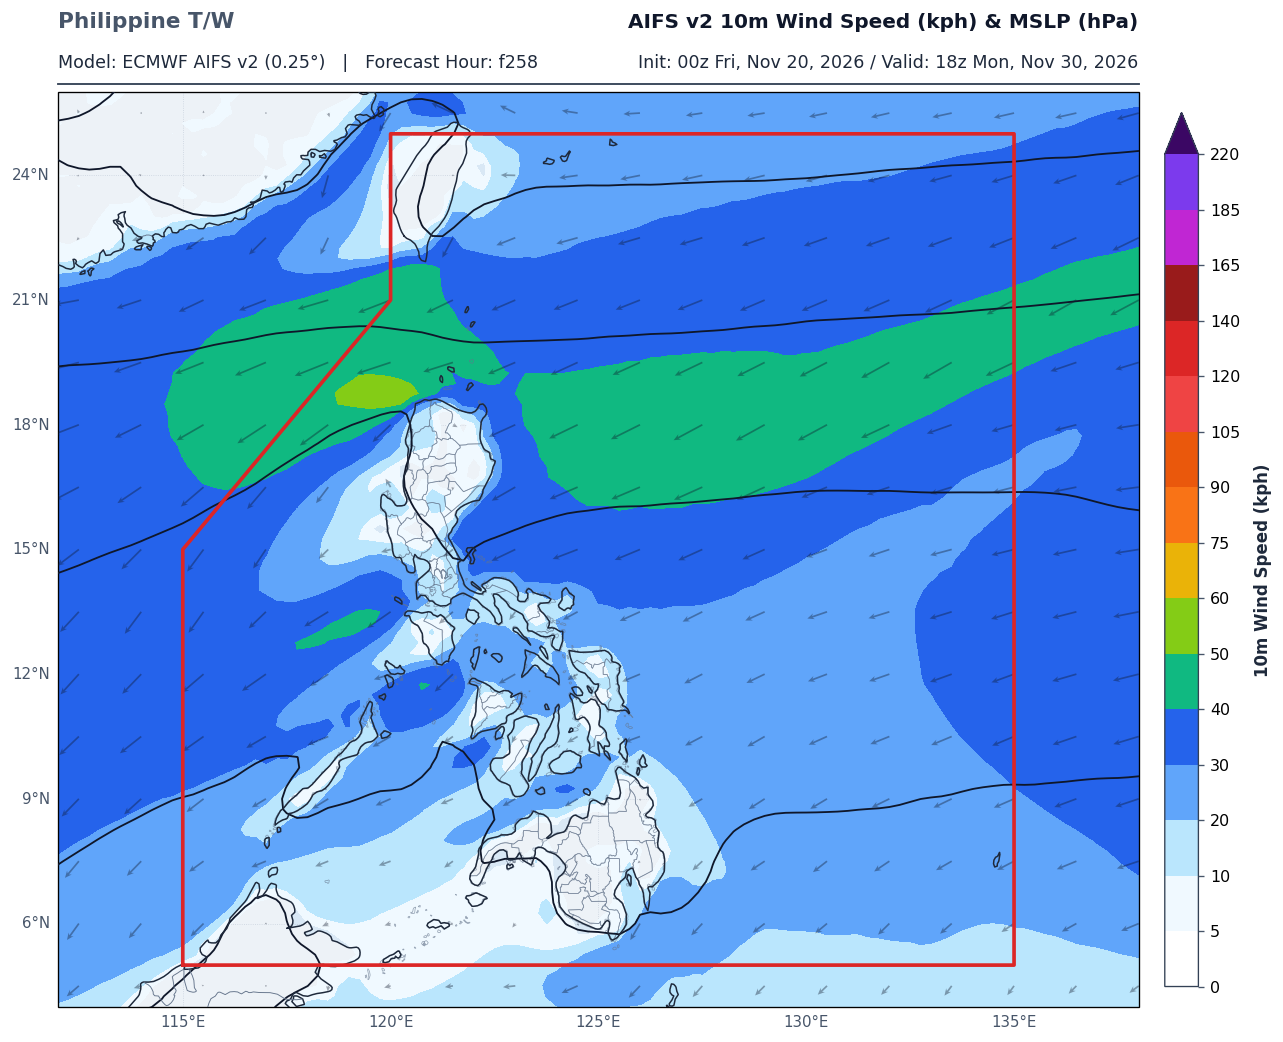 Philippine T/W
AIFS v2 10m Wind Speed (kph) & MSLP (hPa)
Model: ECMWF AIFS v2 (0.25°) | Forecast Hour: f258
Init: 00z Fri, Nov 20, 2026 / Valid: 18z Mon, Nov 30, 2026
24°N
21°N
18°N
15°N
12°N
9°N
6°N
115°E
120°E
125°E
130°E
135°E
220
185
165
140
120
105
90
75
60
50
40
30
20
10
5
0
10m Wind Speed (kph)